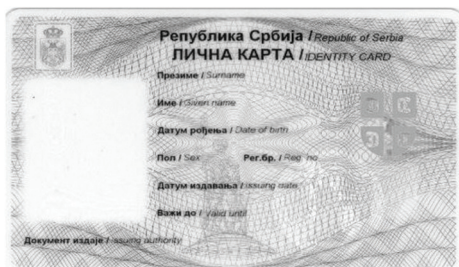 Република Србија / Republic of Serbia
ЛИЧНА КАРТА / IDENTITY CARD
Презиме / Surname
Име / Given name
Датум рођења / Date of birth
Пол / Sex Рег.бр. / Reg. no
Датум издавања / Issuing date
Важи до / Valid until
Документ издаје / Issuing authority